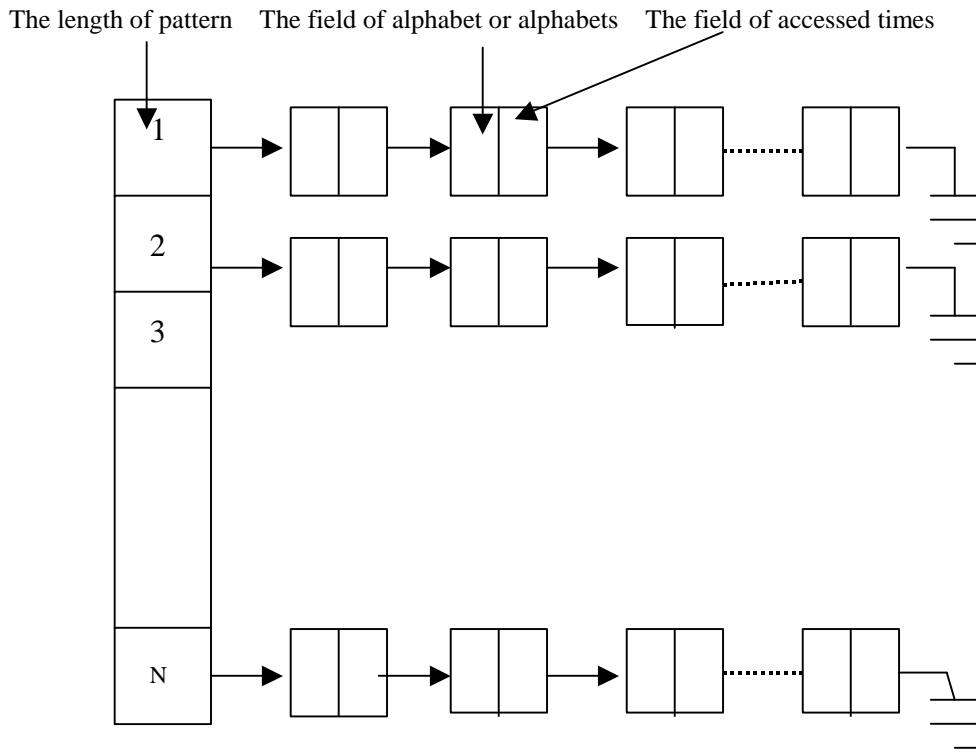 The length of pattern
The field of alphabet or alphabets
The field of accessed times
1
2
3
N